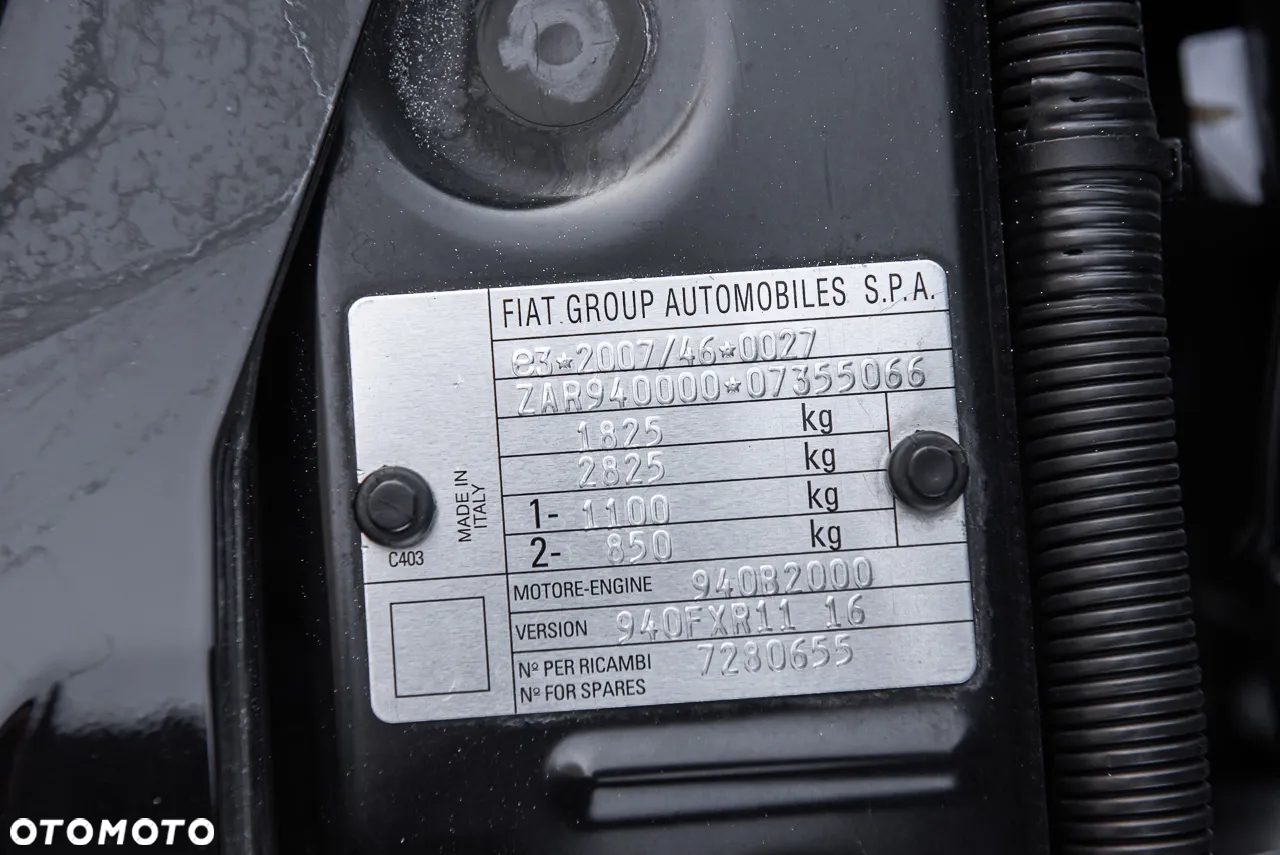 FIAT GROUP AUTOMOBILES S.P.A.
e3*2007/46*0027
ZAR940000*07355066
1825 kg
2825 kg
1- 1100 kg
2- 850 kg
MADE IN
ITALY
C403
MOTORE-ENGINE 940B2000
VERSION 940FXR11 16
Nº PER RICAMBI 7280655
Nº FOR SPARES
OTOMOTO